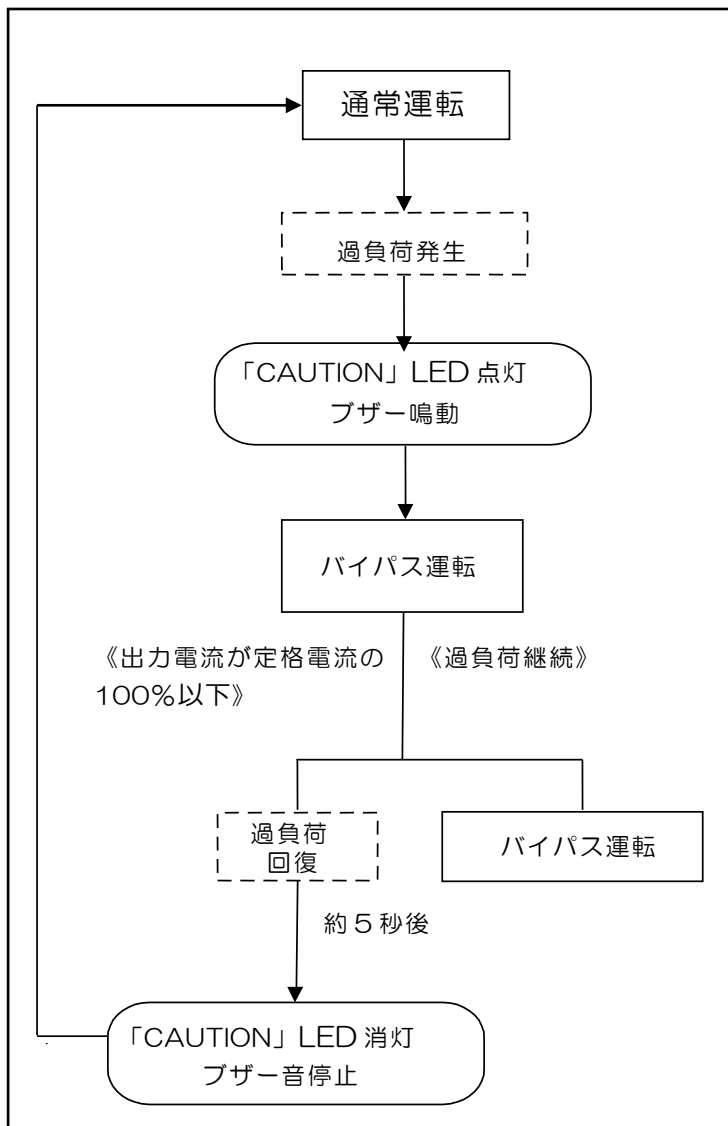 通常運転
過負荷発生
「CAUTION」LED 点灯
ブザー鳴動
バイパス運転
《出力電流が定格電流の
100%以下》
《過負荷継続》
過負荷
回復
バイパス運転
約5秒後
「CAUTION」LED 消灯
ブザー音停止